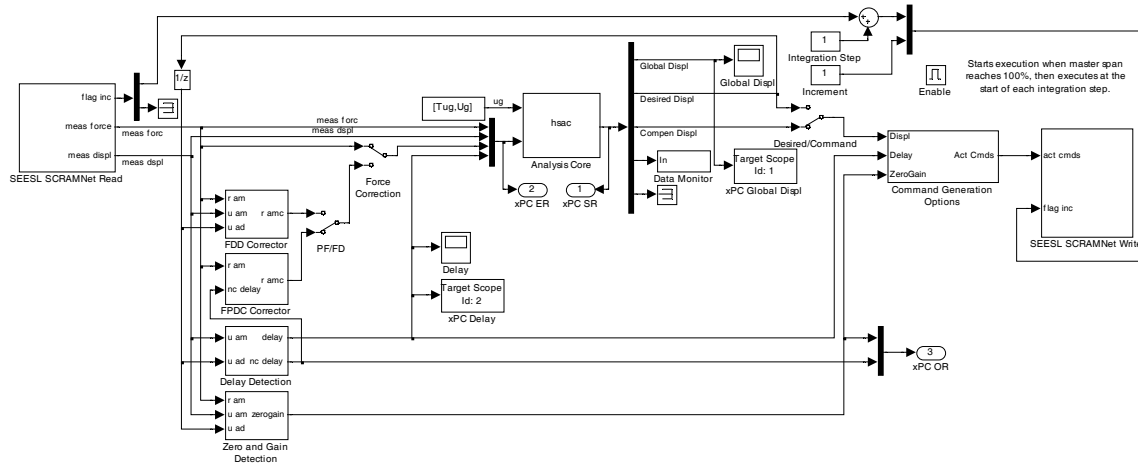 1
Integration Step
1
Increment
Enable
Starts execution when master span
reaches 100%, then executes at the
start of each integration step.
1/z
flag inc
meas force
meas displ
SEESL SCRAMNet Read
meas forc
meas dspl
[Tug,Ug]
ug
meas forc
meas dspl
hsac
Analysis Core
2
xPC ER
1
xPC SR
Global Displ
Desired Displ
Compen Displ
Global Displ
In
Data Monitor
Target Scope
Id: 1
xPC Global Displ
Desired/Command
Displ
Delay
ZeroGain
Act Cmds
Command Generation
Options
act cmds
flag inc
SEESL SCRAMNet Write
Force
Correction
r am
u am
u ad
r amc
FDD Corrector
PF/FD
r am
nc delay
r amc
FPDC Corrector
Delay
Target Scope
Id: 2
xPC Delay
u am
delay
u ad
nc delay
Delay Detection
r am
u am
zerogain
u ad
Zero and Gain
Detection
3
xPC OR